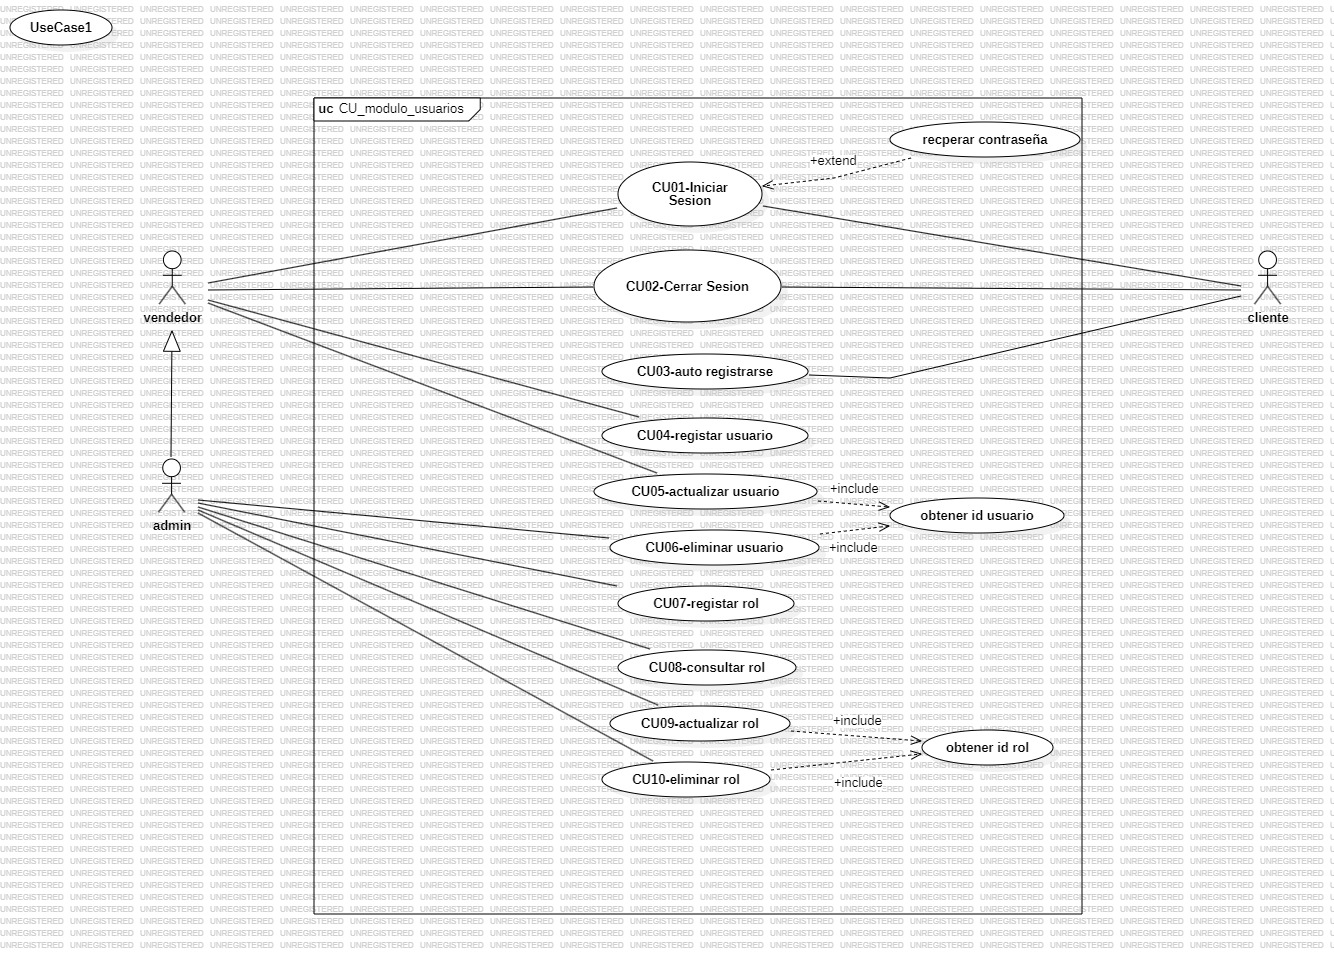 UseCase1
uc CU_modulo_usuarios
recperar contraseña
+extend
CU01-Iniciar
Sesion
CU02-Cerrar Sesion
vendedor
cliente
CU03-auto registrarse
CU04-registar usuario
CU05-actualizar usuario
+include
obtener id usuario
admin
CU06-eliminar usuario
+include
CU07-registar rol
CU08-consultar rol
CU09-actualizar rol
+include
obtener id rol
CU10-eliminar rol
+include
UNREGISTERED